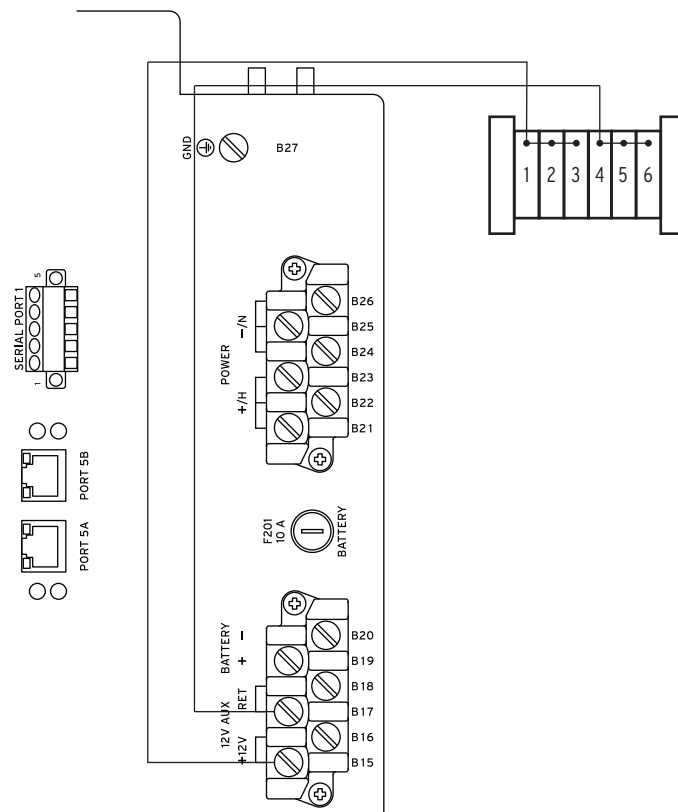 GND
B27
1 2 3 4 5 6
5
SERIAL PORT 1
1
B26
B25
B24
B23
B22
B21
POWER
-/N
+/H
PORT 5B
PORT 5A
F201
10 A
BATTERY
B20
B19
B18
B17
B16
B15
BATTERY
+ -
12V AUX
+12V RET